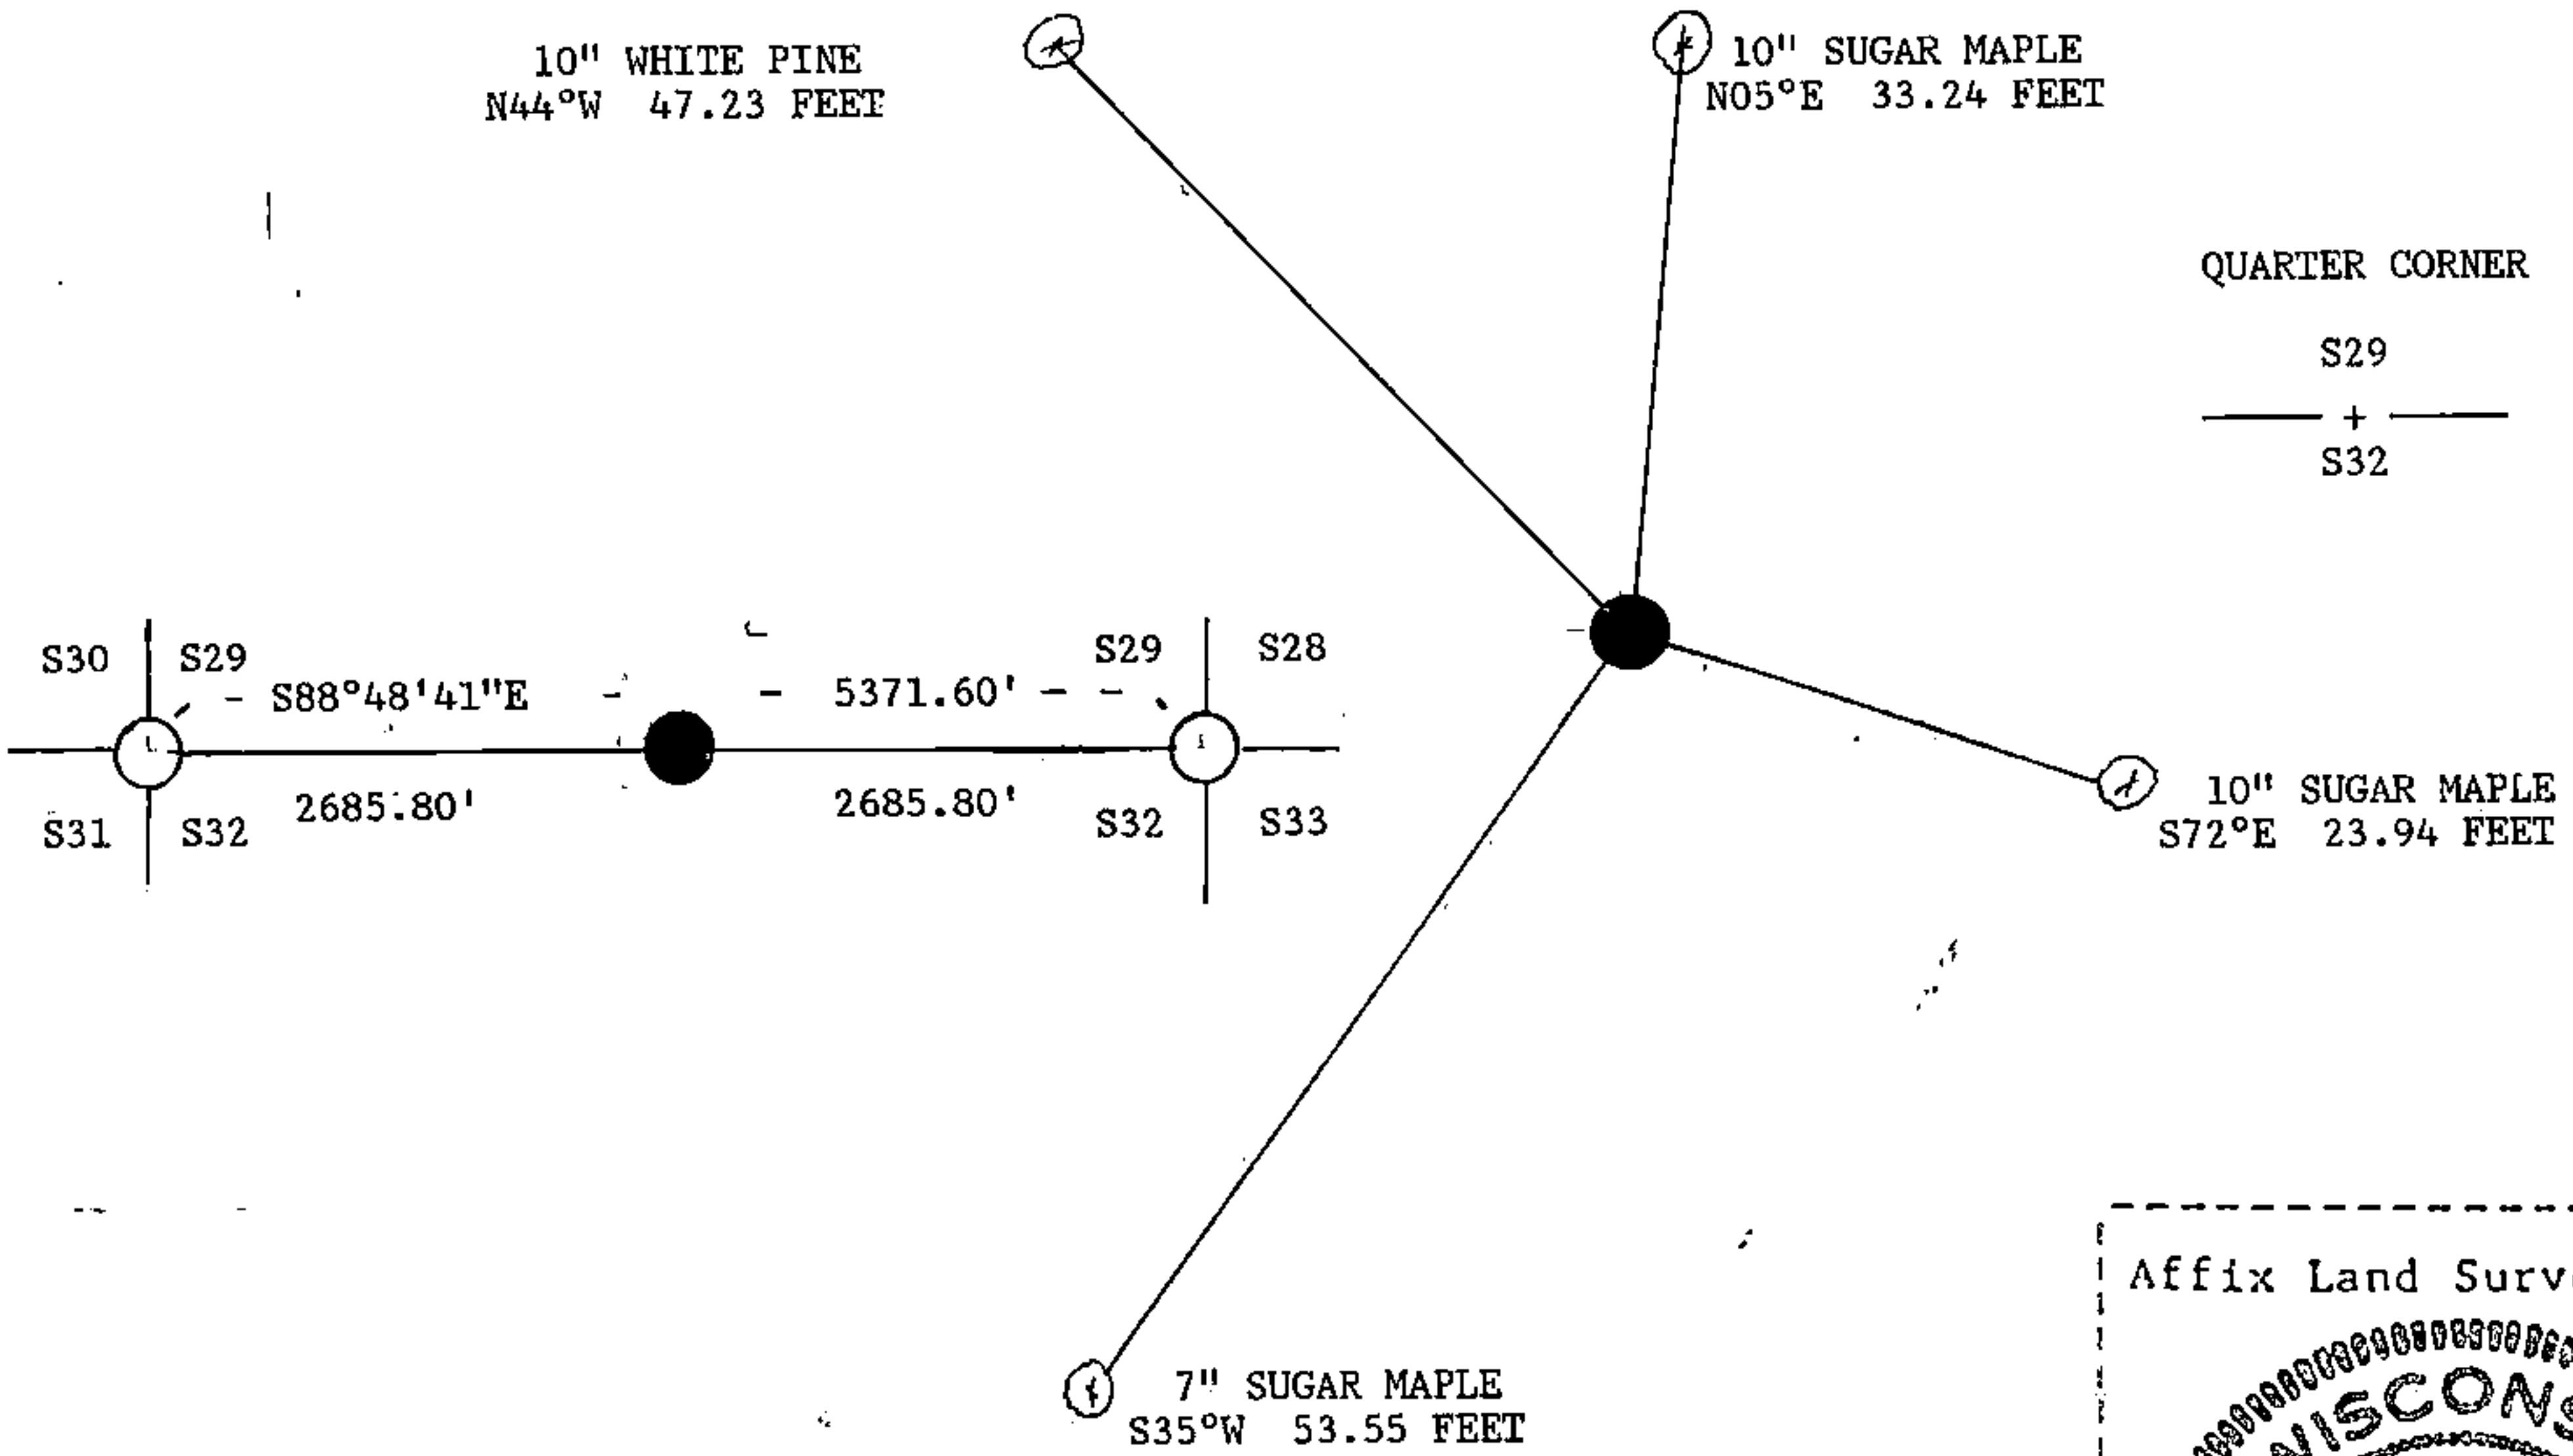 10" WHITE PINE
N44°W 47.23 FEET
10" SUGAR MAPLE
N05°E 33.24 FEET
QUARTER CORNER
S29
+
S32
S30 S29
S88°48'41"E
5371.60'
S29 S28
2685.80'
2685.80'
S31 S32
S32 S33
10" SUGAR MAPLE
S72°E 23.94 FEET
7" SUGAR MAPLE
S35°W 53.55 FEET
Affix Land Surv
WISCONS